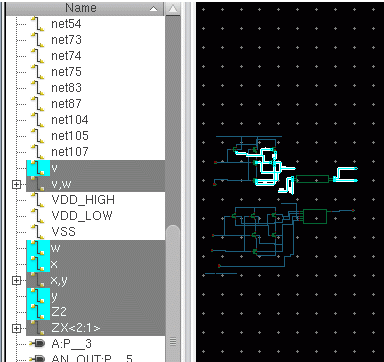 Name
net54
net73
net74
net75
net83
net87
net104
net105
net107
v
v,w
VDD_HIGH
VDD_LOW
VSS
w
x
x,y
y
Z2
ZX<2:1>
A:P__3
AN_OUT:P__5